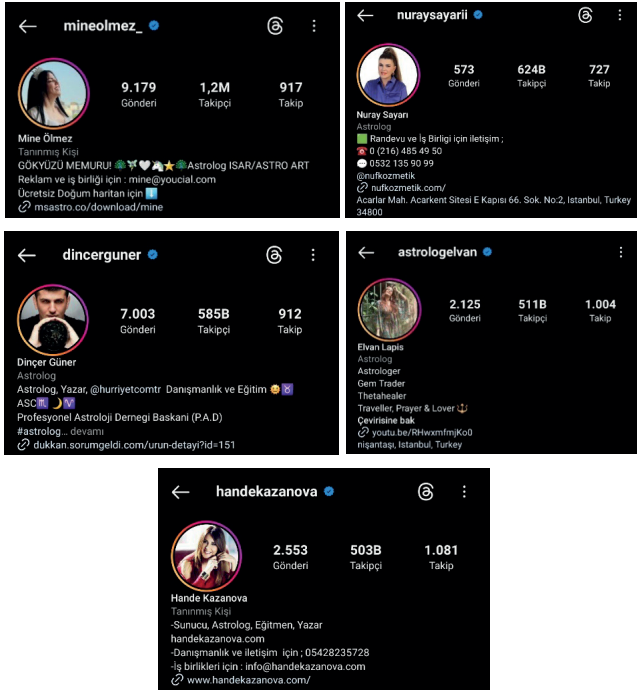 mineolmez_
9.179 1,2M 917
Gönderi Takipçi Takip
Mine Ölmez
Tanınmış Kişi
GÖKYÜZÜ MEMURU! 🌳🌿🤍🦄⭐🌳Astrolog ISAR/ASTRO ART
Reklam ve iş birliği için : mine@youcial.com
Ücretsiz Doğum haritan için ⬇️
msastro.co/download/mine
nuraysayarii
573 624B 727
Gönderi Takipçi Takip
Nuray Sayarı
Astrolog
🟩 Randevu ve İş Birligi için iletişim ;
☎️ 0 (216) 485 49 50
💬 0532 135 90 99
@nufkozmetik
nufkozmetik.com/
Acarlar Mah. Acarkent Sitesi E Kapısı 66. Sok. No:2, Istanbul, Turkey
34800
dincerguner
7.003 585B 912
Gönderi Takipçi Takip
Dinçer Güner
Astrolog
Astrolog, Yazar, @hurriyetcomtr Danışmanlık ve Eğitim 🌞♉
ASC♏ 🌙♈
Profesyonel Astroloji Dernegi Baskani (P.A.D)
#astrolog... devamı
dukkan.sorumgeldi.com/urun-detayi?id=151
astrologelvan
2.125 511B 1.004
Gönderi Takipçi Takip
Elvan Lapis
Astrolog
Astrologer
Gem Trader
Thetahealer
Traveller, Prayer & Lover 🔱
Çevirisine bak
youtu.be/RHwxmfmjKo0
nişantaşı, Istanbul, Turkey
handekazanova
2.553 503B 1.081
Gönderi Takipçi Takip
Hande Kazanova
Tanınmış Kişi
-Sunucu, Astrolog, Eğitmen, Yazar
handekazanova.com
-Danışmanlık ve iletişim için ; 05428235728
-İş birlikleri için : info@handekazanova.com
www.handekazanova.com/